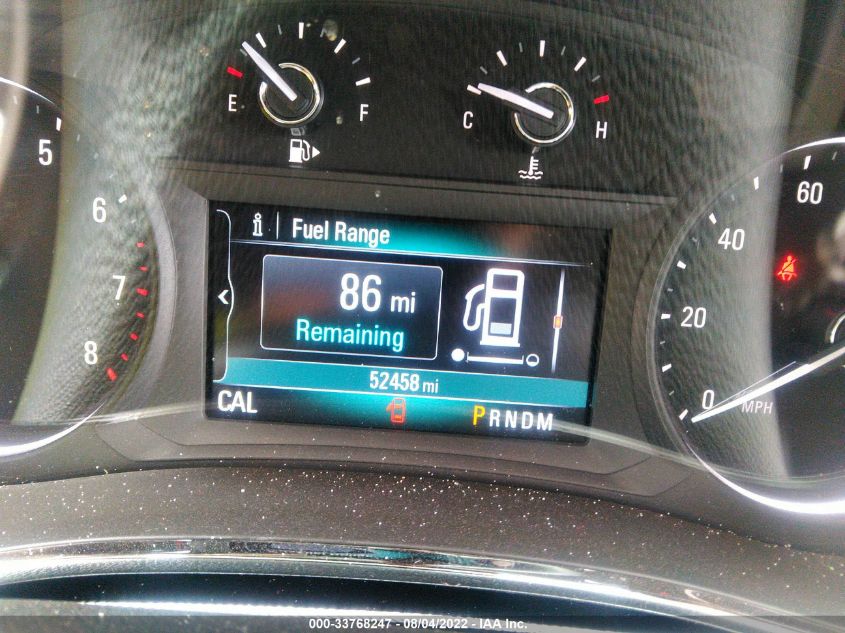 E F
C H
5
6
7
8
i Fuel Range
86 mi
Remaining
52458 mi
CAL
PRNDM
60
40
20
0
MPH
000-33768247 - 08/04/2022 - IAA Inc.